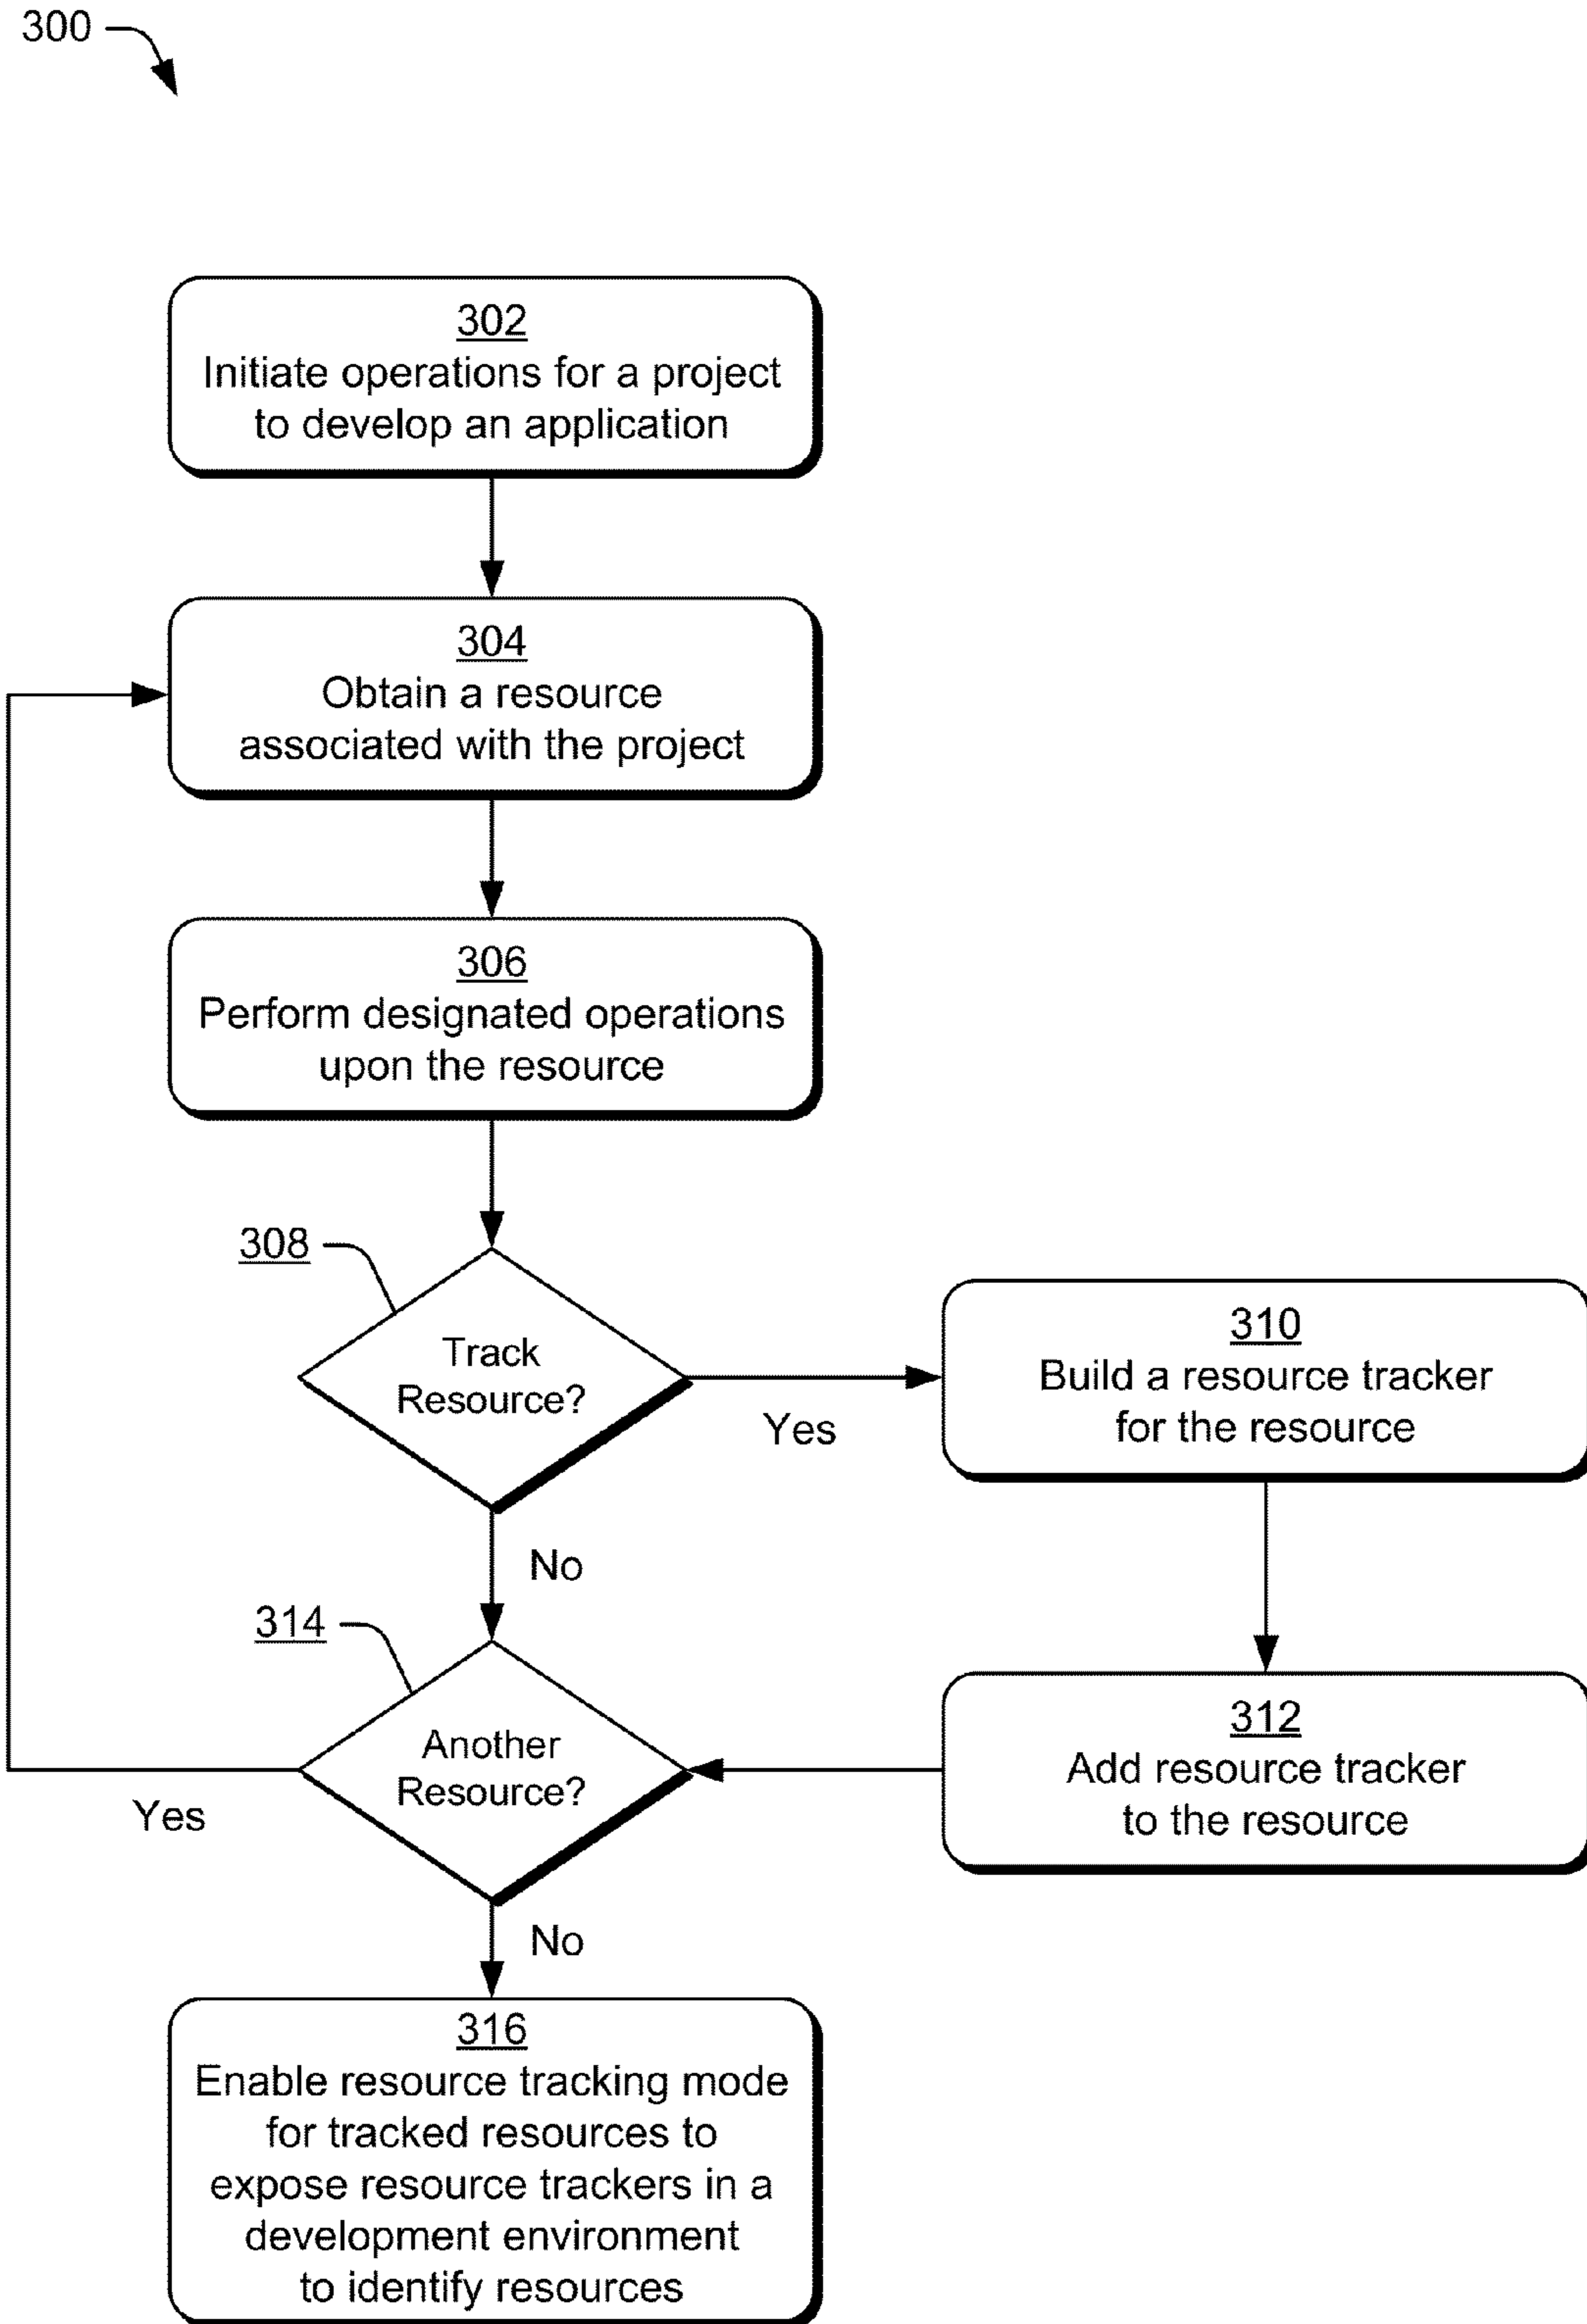 300
302
Initiate operations for a project
to develop an application
304
Obtain a resource
associated with the project
306
Perform designated operations
upon the resource
308
Track
Resource?
Yes
No
310
Build a resource tracker
for the resource
312
Add resource tracker
to the resource
314
Another
Resource?
Yes
No
316
Enable resource tracking mode
for tracked resources to
expose resource trackers in a
development environment
to identify resources